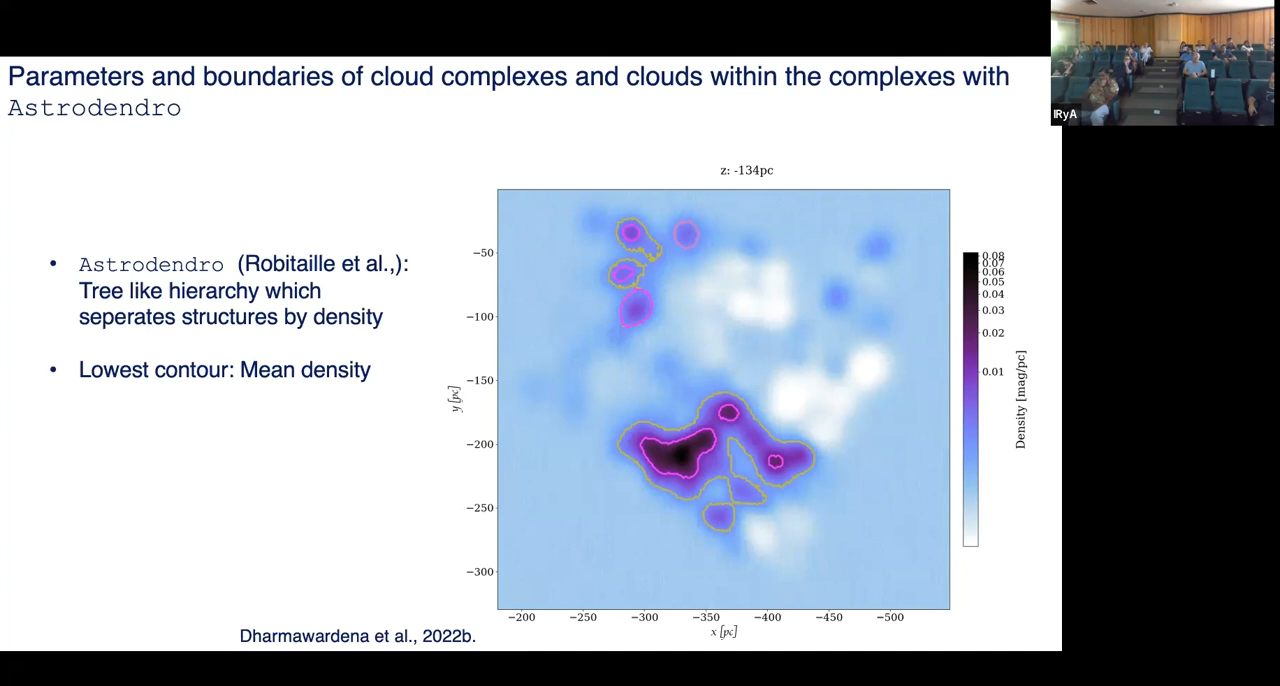 Parameters and boundaries of cloud complexes and clouds within the complexes with
Astrodendro
IRyA
• Astrodendro (Robitaille et al.,):
Tree like hierarchy which
seperates structures by density
• Lowest contour: Mean density
z: -134pc
−50
−100
−150
−200
−250
−300
y [pc]
−200 −250 −300 −350 −400 −450 −500
x [pc]
0.08
0.07
0.06
0.05
0.04
0.03
0.02
0.01
Density [mag/pc]
Dharmawardena et al., 2022b.